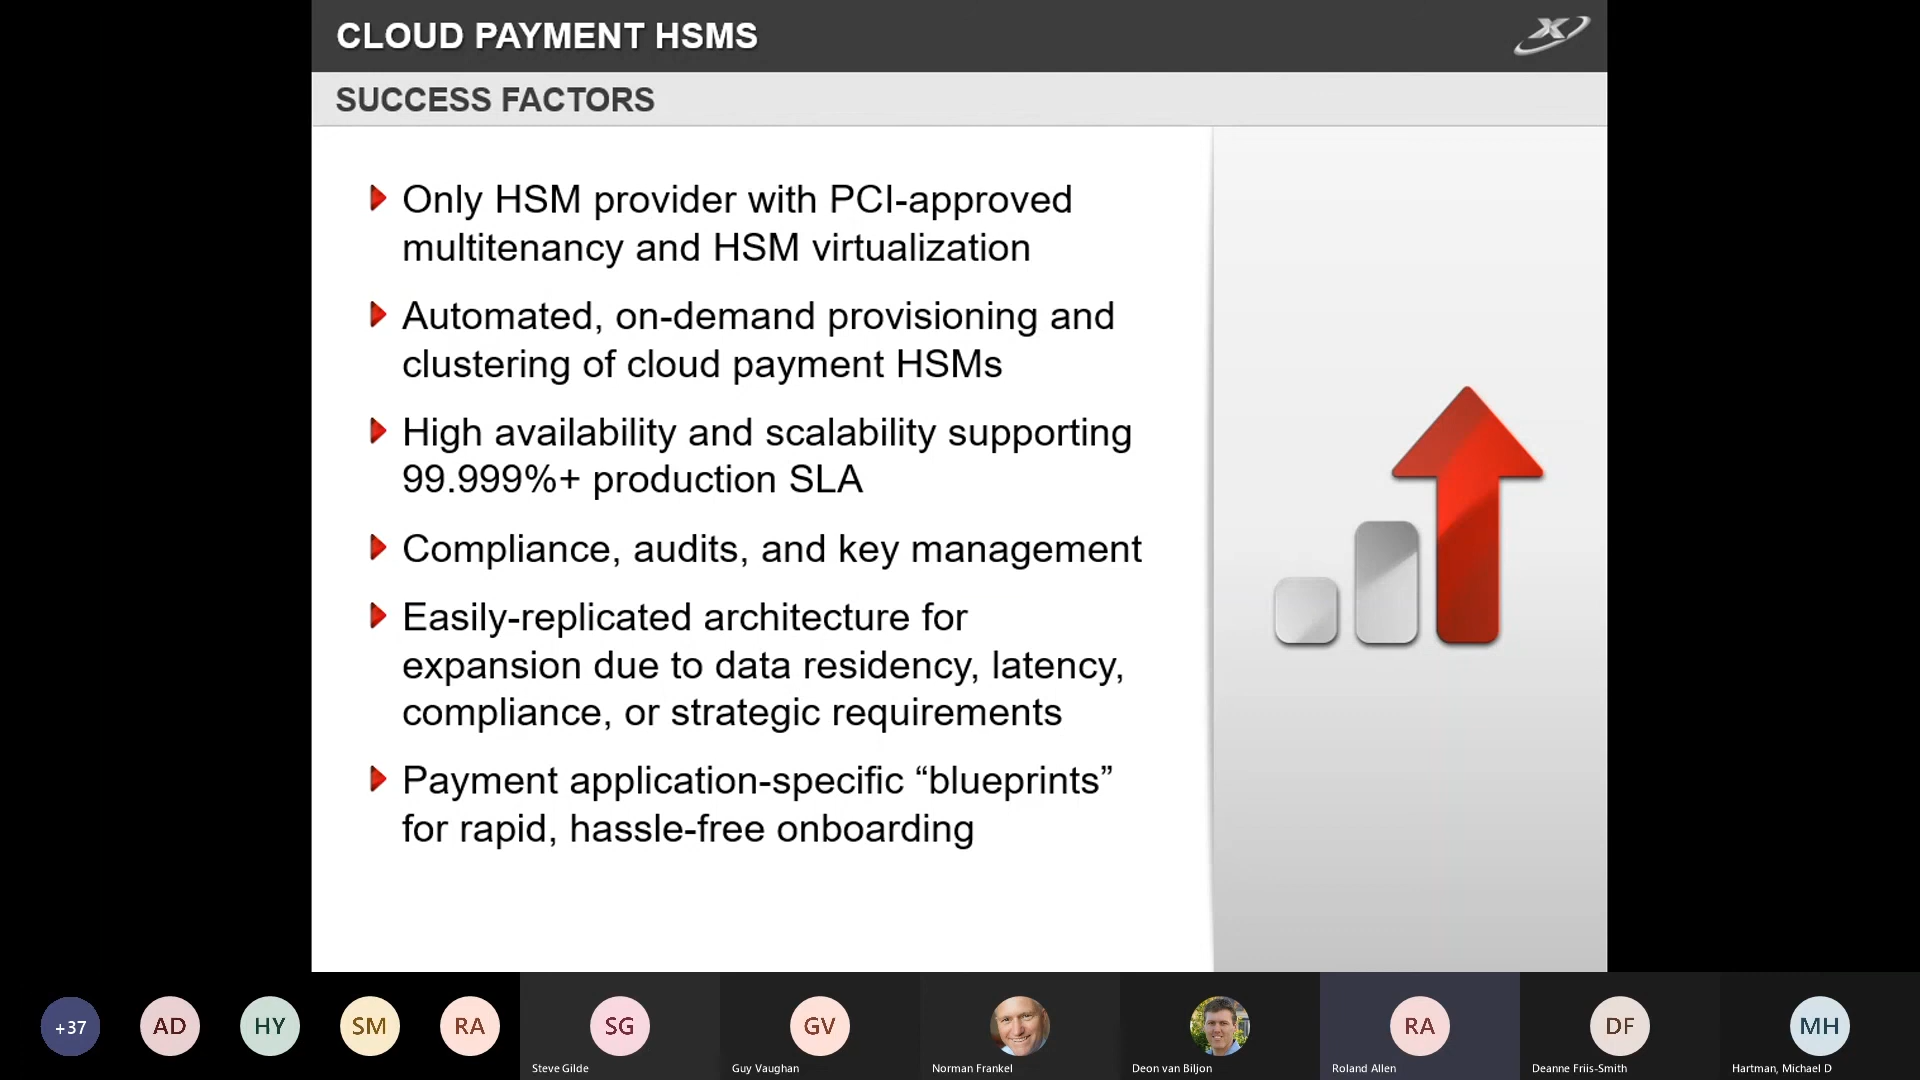 CLOUD PAYMENT HSMS
SUCCESS FACTORS
Only HSM provider with PCI-approved
multitenancy and HSM virtualization
Automated, on-demand provisioning and
clustering of cloud payment HSMs
High availability and scalability supporting
99.999%+ production SLA
Compliance, audits, and key management
Easily-replicated architecture for
expansion due to data residency, latency,
compliance, or strategic requirements
Payment application-specific “blueprints”
for rapid, hassle-free onboarding
+37
AD
HY
SM
RA
SG
GV
RA
DF
MH
Steve Gilde
Guy Vaughan
Norman Frankel
Deon van Biljon
Roland Allen
Deanne Friis-Smith
Hartman, Michael D